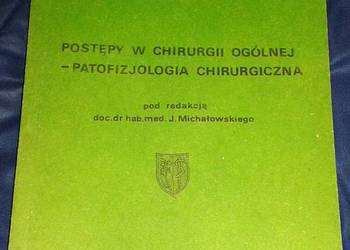 POSTĘPY W CHIRURGII OGÓLNEJ
– PATOFIZJOLOGIA CHIRURGICZNA
pod redakcją
doc.dr hab.med. J. Michałowskiego